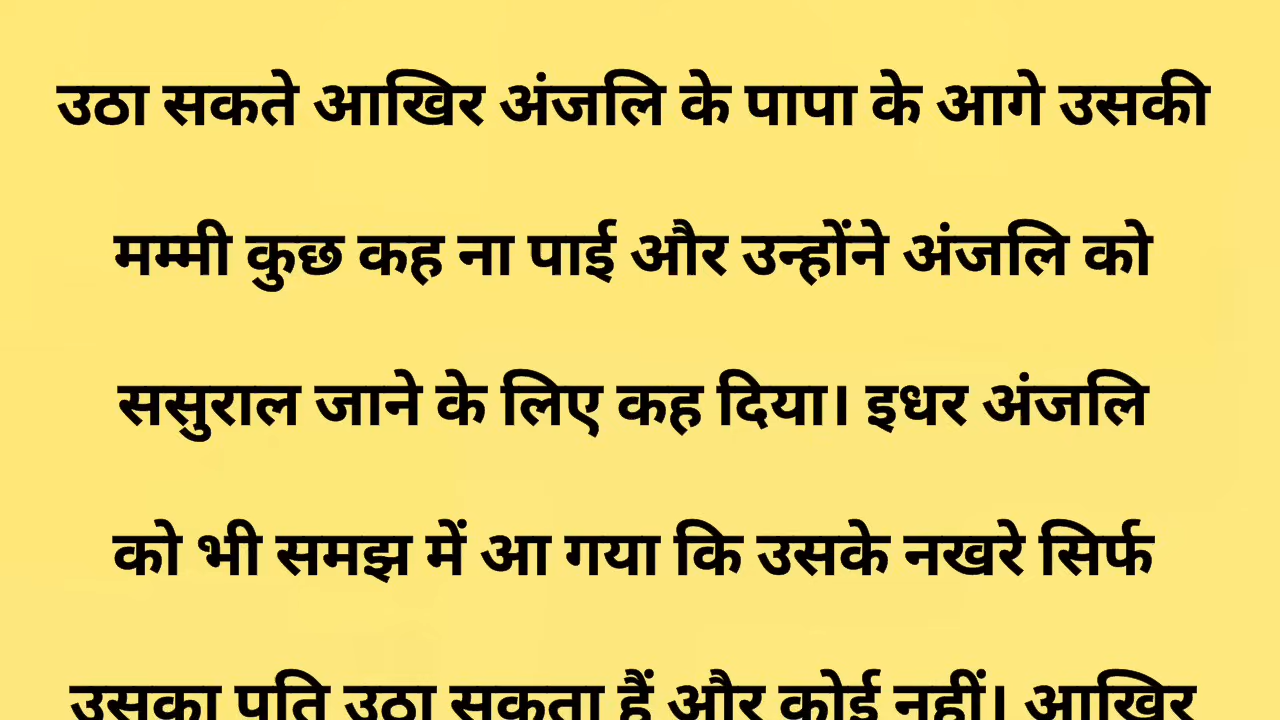 उठा सकते आखिर अंजलि के पापा के आगे उसकी
मम्मी कुछ कह ना पाई और उन्होंने अंजलि को
ससुराल जाने के लिए कह दिया। इधर अंजलि
को भी समझ में आ गया कि उसके नखरे सिर्फ
उसका पति उठा सकता हैं और कोई नहीं। आखिर